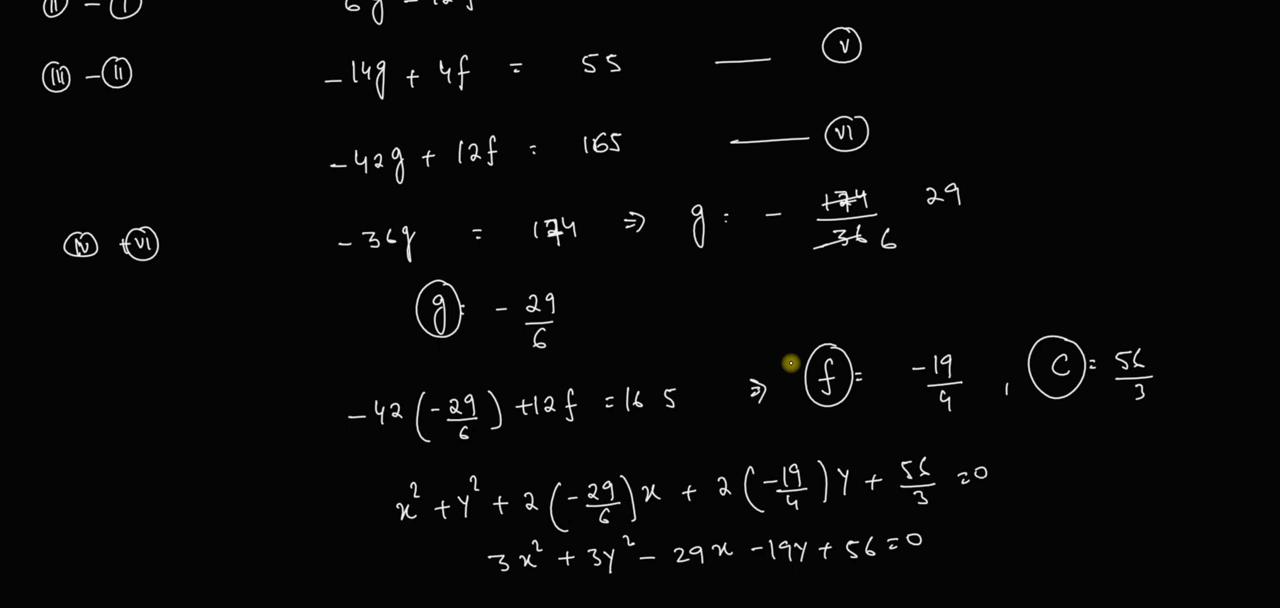 (II) - (I)
(III) - (II) -14g + 4f = 55 — (V)
-42g + 12f = 165 — (VI)
(IV) + (VI) -36g = 174 ⇒ g = - 174/36 29 6
g = - 29/6
-42(-29/6) + 12f = 165 ⇒ f = -19/4 , C = 56/3
x² + y² + 2(-29/6)x + 2(-19/4)y + 56/3 = 0
3x² + 3y² - 29x - 19y + 56 = 0